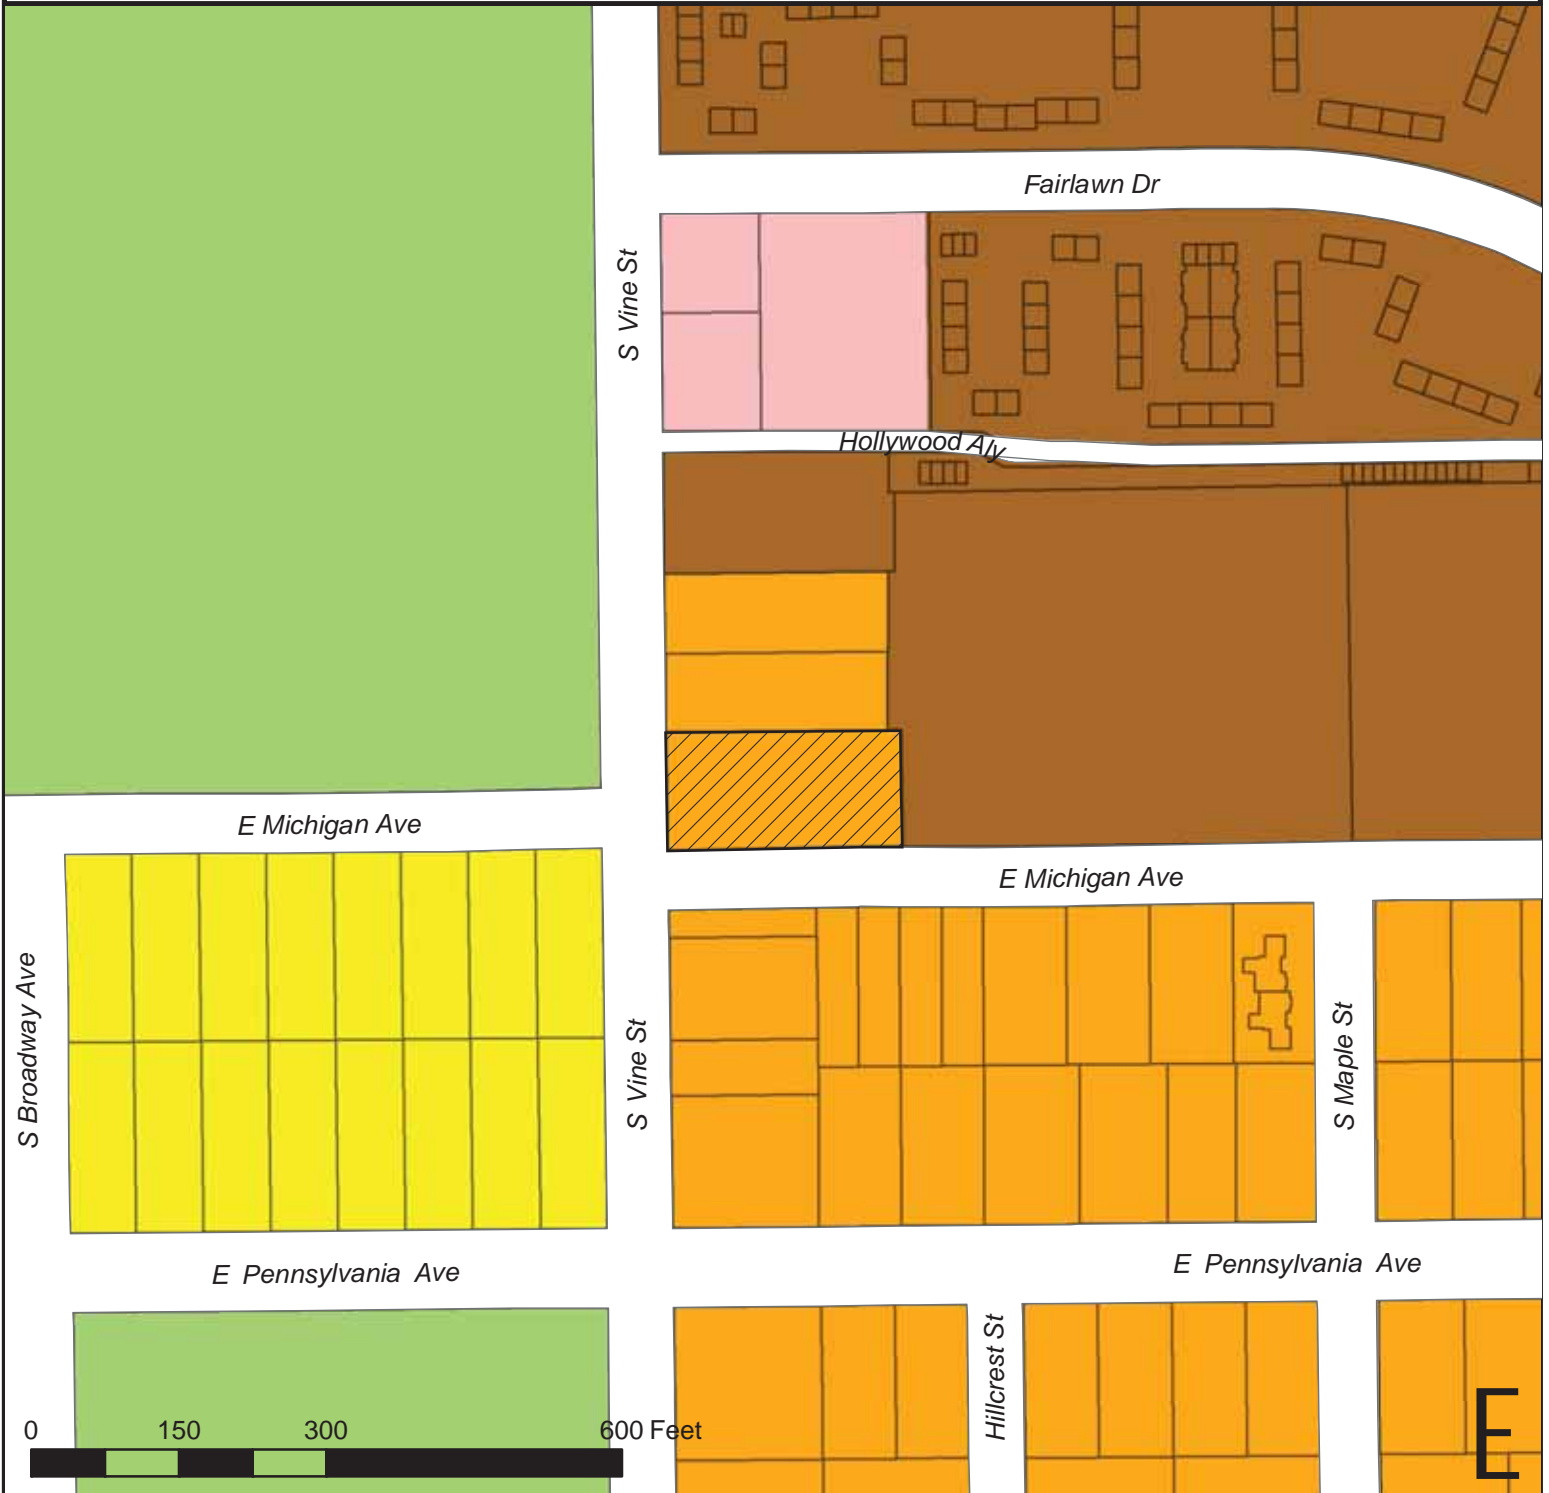 Fairlawn Dr
S Vine St
Hollywood Aly
E Michigan Ave
E Michigan Ave
S Broadway Ave
S Vine St
S Maple St
E Pennsylvania Ave
E Pennsylvania Ave
Hillcrest St
0 150 300 600 Feet
E